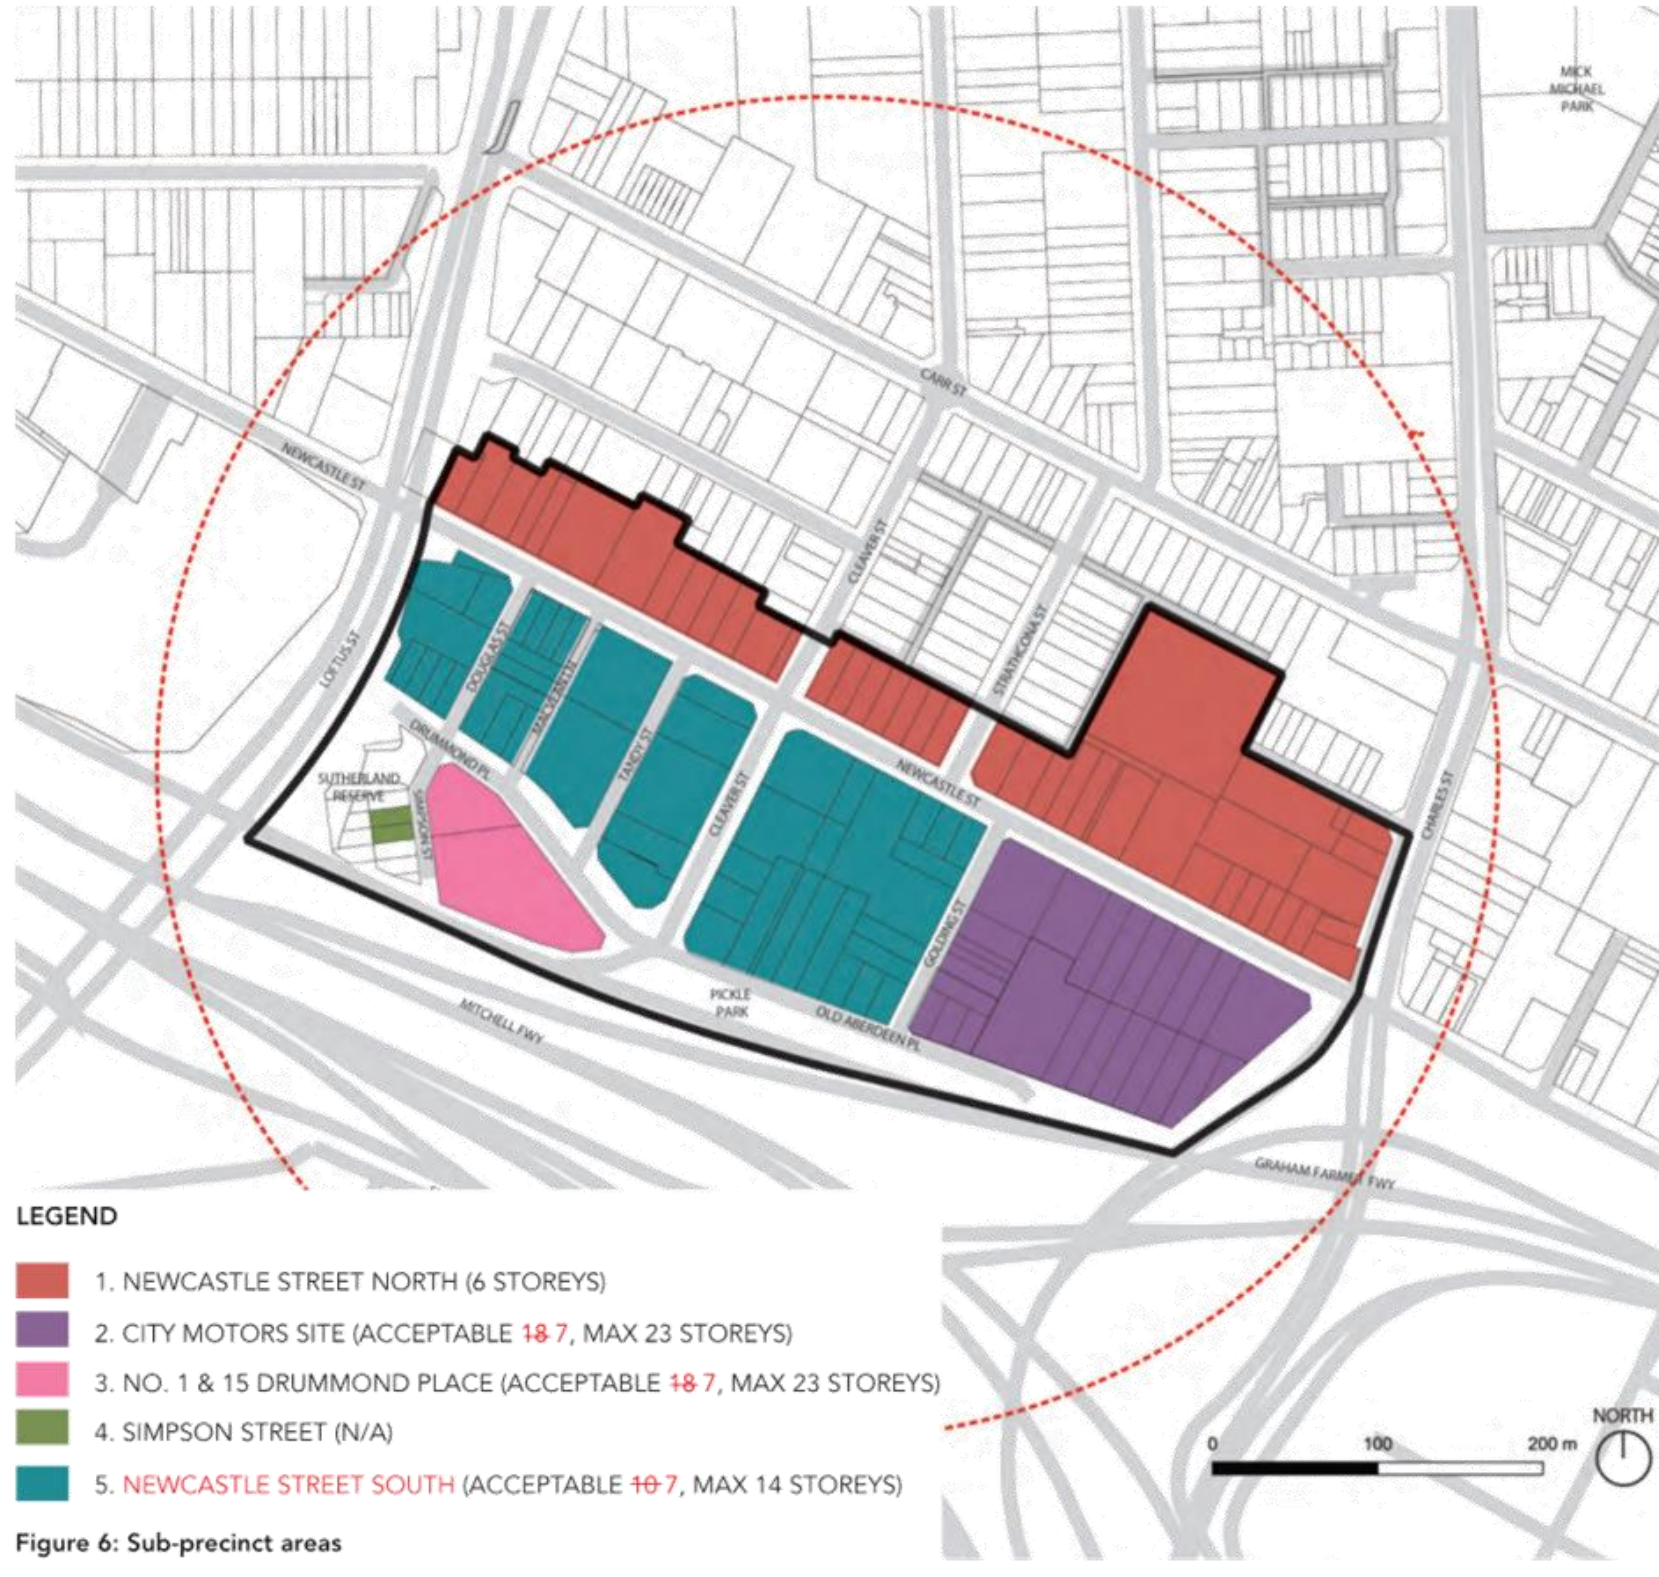 MICK
MICHAEL
PARK
CARR ST
NEWCASTLE ST
CLEAVER ST
STRATHCONA ST
LOFTUS ST
DOUGLAS ST
MACVEAN LN
DRUMMOND PL
TANDY ST
SUTHERLAND
RESERVE
SIMPSON ST
CLEAVER ST
NEWCASTLE ST
CHARLES ST
GOLDING ST
PICKLE
PARK
OLD ABERDEEN PL
MITCHELL FWY
GRAHAM FARMER FWY
LEGEND
1. NEWCASTLE STREET NORTH (6 STOREYS)
2. CITY MOTORS SITE (ACCEPTABLE 18 7, MAX 23 STOREYS)
3. NO. 1 & 15 DRUMMOND PLACE (ACCEPTABLE 18 7, MAX 23 STOREYS)
4. SIMPSON STREET (N/A)
5. NEWCASTLE STREET SOUTH (ACCEPTABLE 10 7, MAX 14 STOREYS)
Figure 6: Sub-precinct areas
NORTH
0 100 200 m